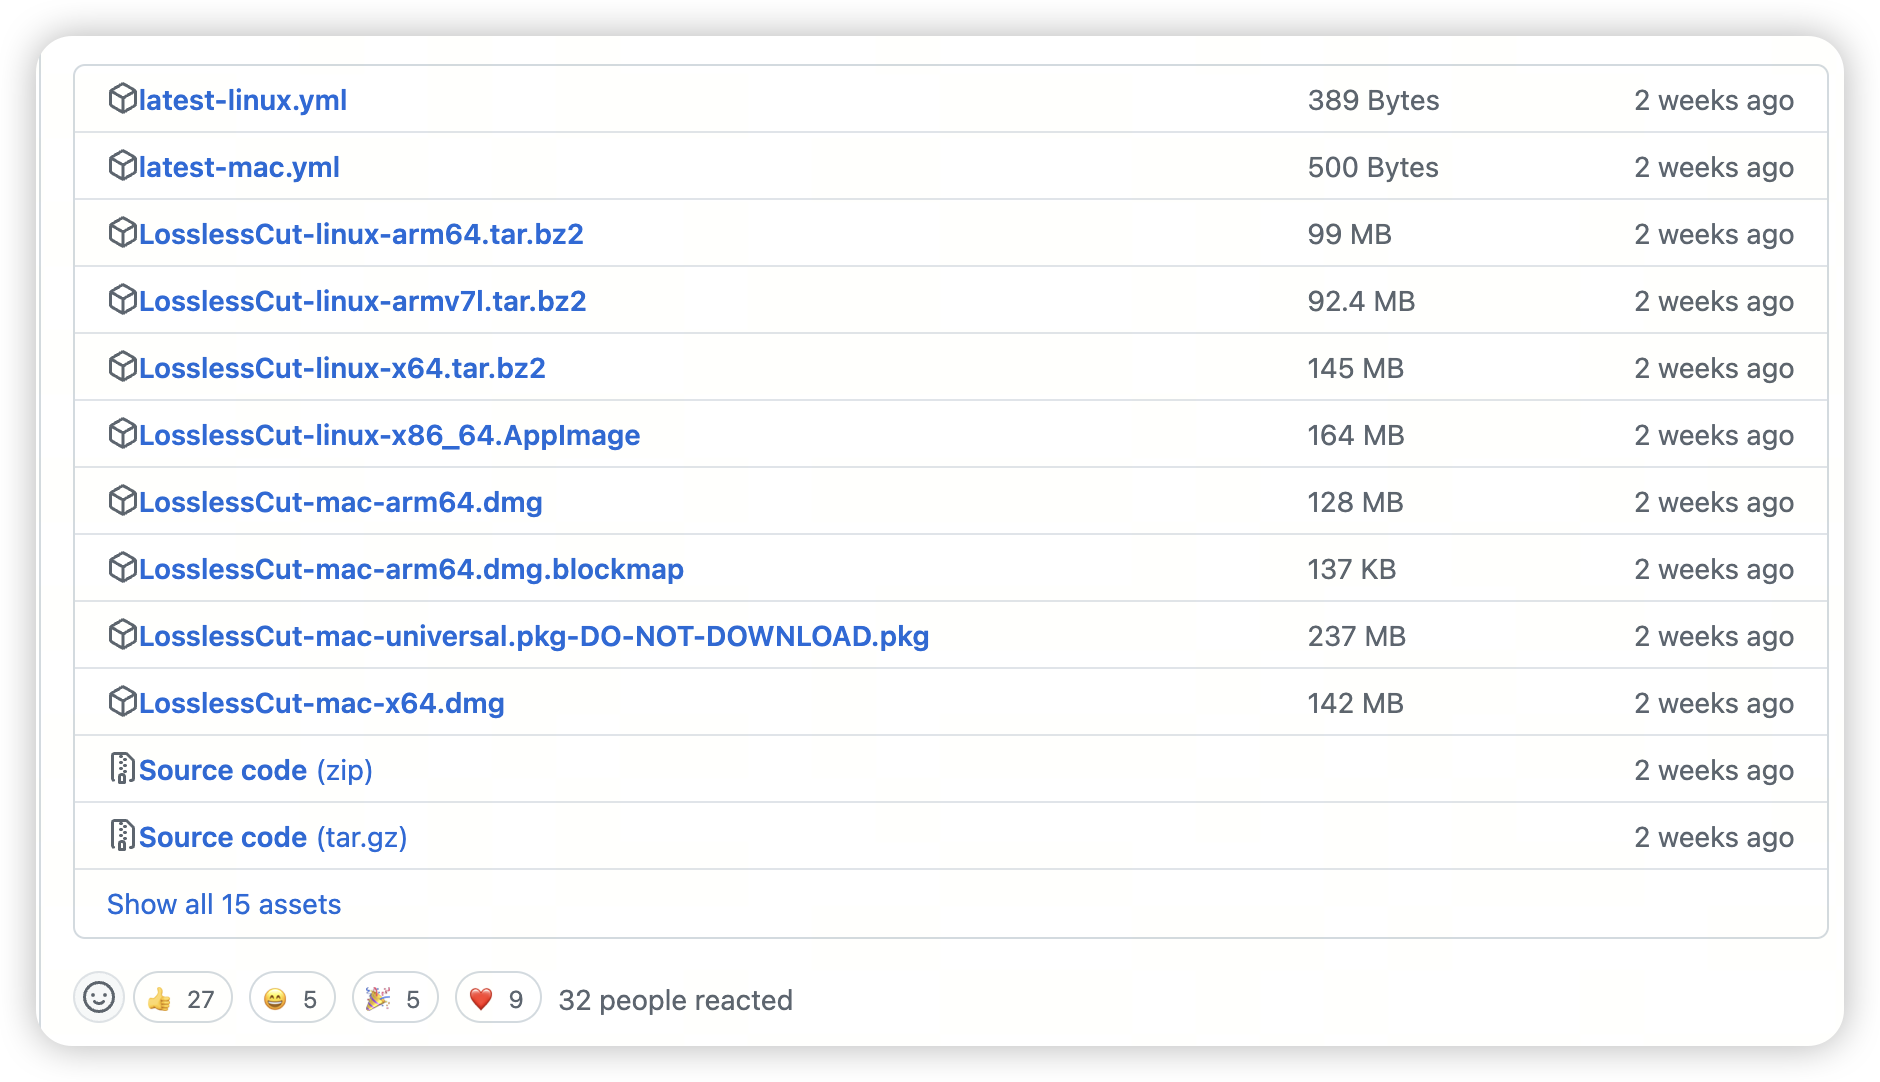 latest-linux.yml 389 Bytes 2 weeks ago
latest-mac.yml 500 Bytes 2 weeks ago
LosslessCut-linux-arm64.tar.bz2 99 MB 2 weeks ago
LosslessCut-linux-armv7l.tar.bz2 92.4 MB 2 weeks ago
LosslessCut-linux-x64.tar.bz2 145 MB 2 weeks ago
LosslessCut-linux-x86_64.AppImage 164 MB 2 weeks ago
LosslessCut-mac-arm64.dmg 128 MB 2 weeks ago
LosslessCut-mac-arm64.dmg.blockmap 137 KB 2 weeks ago
LosslessCut-mac-universal.pkg-DO-NOT-DOWNLOAD.pkg 237 MB 2 weeks ago
LosslessCut-mac-x64.dmg 142 MB 2 weeks ago
Source code (zip) 2 weeks ago
Source code (tar.gz) 2 weeks ago
Show all 15 assets
👍 27 😄 5 🎉 5 ❤️ 9 32 people reacted